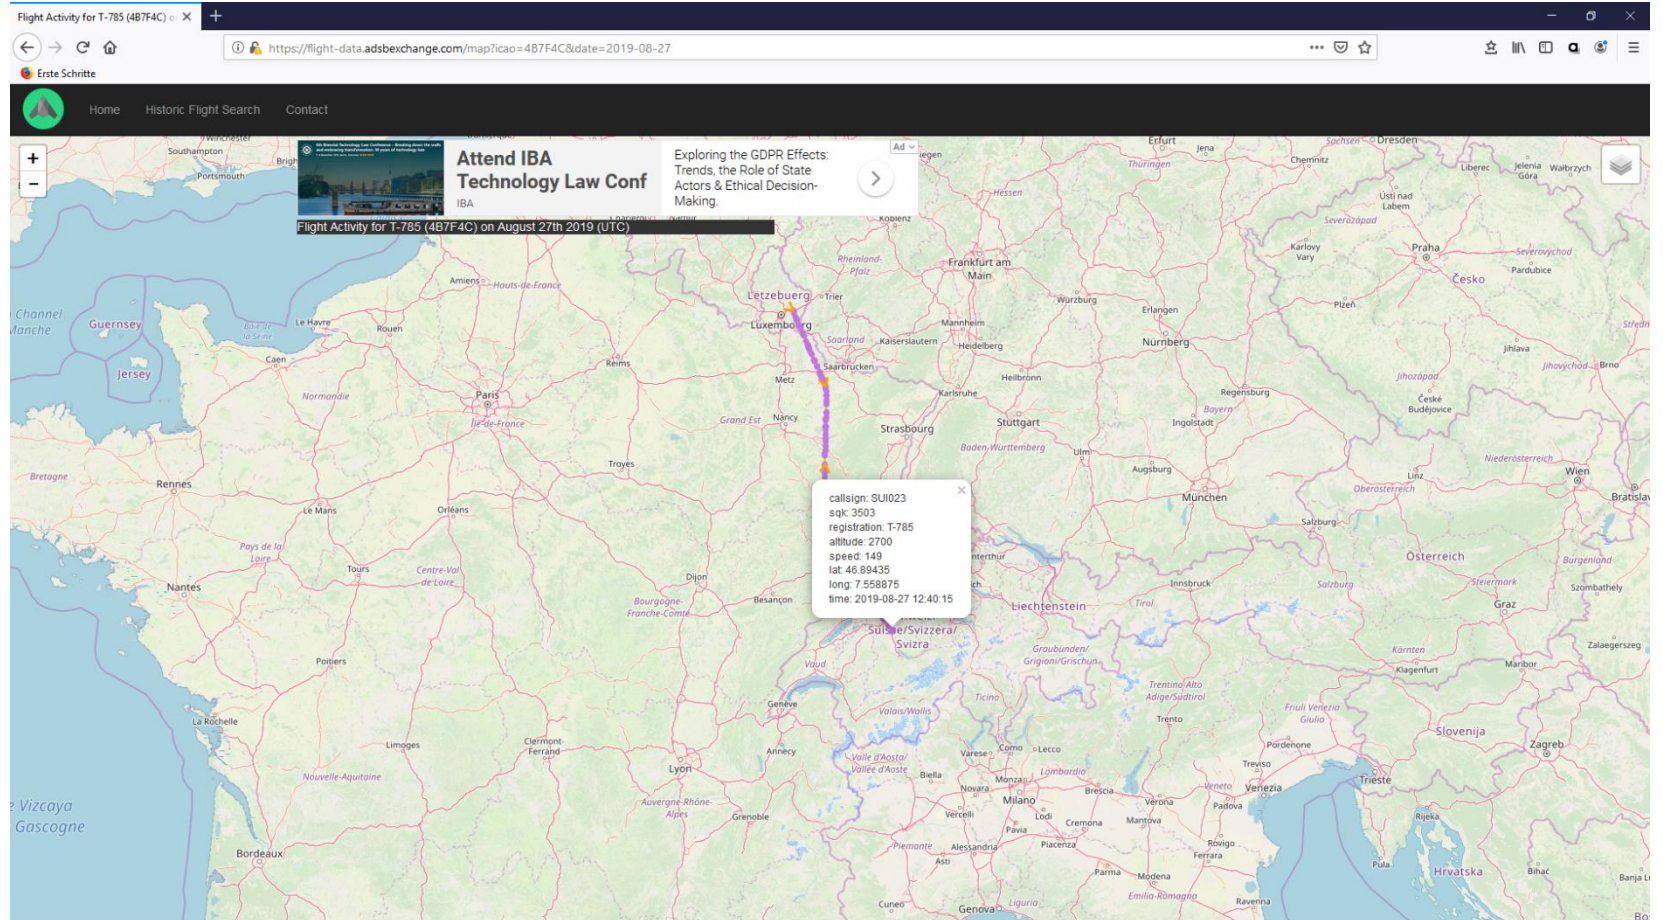 Flight Activity for T-785 (4B7F4C) o
https://flight-data.adsbexchange.com/map?icao=4B7F4C&date=2019-08-27
Erste Schritte
Home Historic Flight Search Contact
+
−
Attend IBA
Technology Law Conf
IBA
Exploring the GDPR Effects:
Trends, the Role of State
Actors & Ethical Decision-
Making.
Ad
Flight Activity for T-785 (4B7F4C) on August 27th 2019 (UTC)
Winchester
Southampton
Portsmouth
Erfurt
Jena
Sachsen
Dresden
Thüringen
Chemnitz
Liberec
Jelenia
Góra
Wałbrzych
Hessen
Ústí nad
Labem
Koblenz
Severozápad
Karlovy
Vary
Praha
Severovýchod
Pardubice
Česko
Rheinland-
Pfalz
Frankfurt am
Main
Amiens
Hauts-de-France
Lëtzebuerg
Trier
Luxembourg
Würzburg
Erlangen
Plzeň
Channel
Manche
Guernsey
Baie de
la Seine
Le Havre
Rouen
Mannheim
Saarland
Kaiserslautern
Heidelberg
Nürnberg
Jihlava
Caen
Reims
Saarbrücken
Jihovýchod
Brno
Jersey
Metz
Heilbronn
Jihozápad
Normandie
Paris
Karlsruhe
Regensburg
České
Budějovice
Île-de-France
Grand Est
Nancy
Strasbourg
Stuttgart
Bayern
Ingolstadt
Baden-Württemberg
Ulm
Niederösterreich
Troyes
Augsburg
Linz
Wien
Bretagne
Rennes
Oberösterreich
München
Le Mans
Orléans
Salzburg
callsign: SUI023
sqk: 3503
registration: T-785
altitude: 2700
speed: 149
lat: 46.89435
long: 7.558875
time: 2019-08-27 12:40:15
Pays de la
Loire
Österreich
Burgenland
Tours
Centre-Val
de Loire
Dijon
Innsbruck
Salzburg
Steiermark
Szombathely
Nantes
Bourgogne-
Franche-Comté
Besançon
Liechtenstein
Tirol
Graz
Suisse/Svizzera/
Svizra
Graubünden/
Grigioni/Grischun
Kärnten
Zalaegerszeg
Poitiers
Vaud
Klagenfurt
Maribor
Trentino-Alto
Adige/Südtirol
Genève
Ticino
Valais/Wallis
Friuli Venezia
Giulia
La Rochelle
Trento
Slovenija
Limoges
Clermont-
Ferrand
Annecy
Valle d'Aosta/
Vallée d'Aoste
Varese
Como
Lecco
Pordenone
Zagreb
Lyon
Biella
Treviso
Nouvelle-Aquitaine
Novara
Monza
Lombardia
Brescia
Veneto
Venezia
Trieste
Vizcaya
Gascogne
Auvergne-Rhône-
Alpes
Grenoble
Milano
Verona
Padova
Vercelli
Lodi
Cremona
Mantova
Rijeka
Pavia
Bordeaux
Piemonte
Alessandria
Piacenza
Rovigo
Asti
Ferrara
Pula
Hrvatska
Bihać
Parma
Modena
Emilia-Romagna
Ravenna
Cuneo
Genova
Liguria